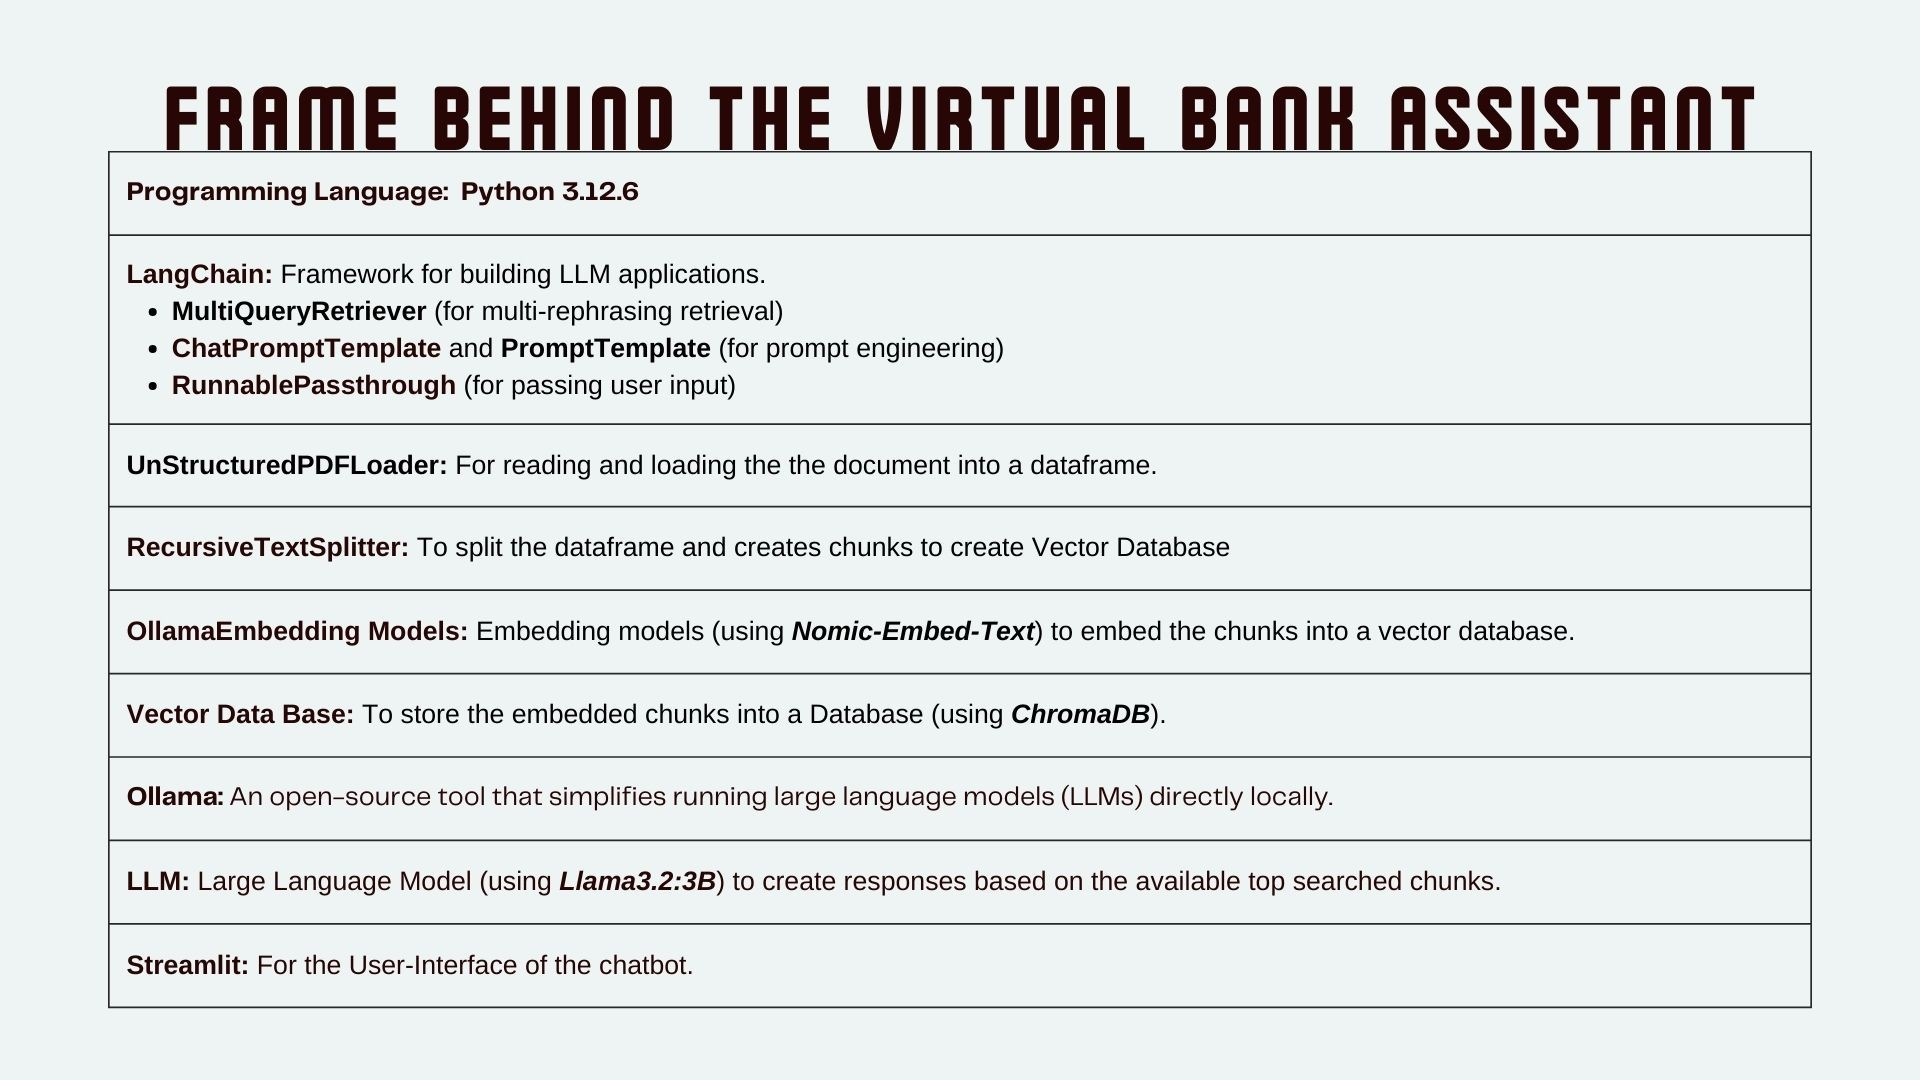 FRAME BEHIND THE VIRTUAL BANK ASSISTANT
Programming Language: Python 3.12.6
LangChain: Framework for building LLM applications.
• MultiQueryRetriever (for multi-rephrasing retrieval)
• ChatPromptTemplate and PromptTemplate (for prompt engineering)
• RunnablePassthrough (for passing user input)
UnStructuredPDFLoader: For reading and loading the the document into a dataframe.
RecursiveTextSplitter: To split the dataframe and creates chunks to create Vector Database
OllamaEmbedding Models: Embedding models (using Nomic-Embed-Text) to embed the chunks into a vector database.
Vector Data Base: To store the embedded chunks into a Database (using ChromaDB).
Ollama: An open-source tool that simplifies running large language models (LLMs) directly locally.
LLM: Large Language Model (using Llama3.2:3B) to create responses based on the available top searched chunks.
Streamlit: For the User-Interface of the chatbot.